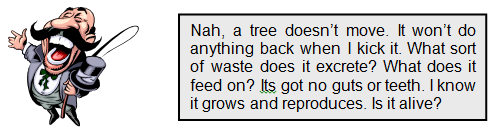 Nah, a tree doesn't move. It won't do
anything back when I kick it. What sort
of waste does it excrete? What does it
feed on? Its got no guts or teeth. I know
it grows and reproduces. Is it alive?